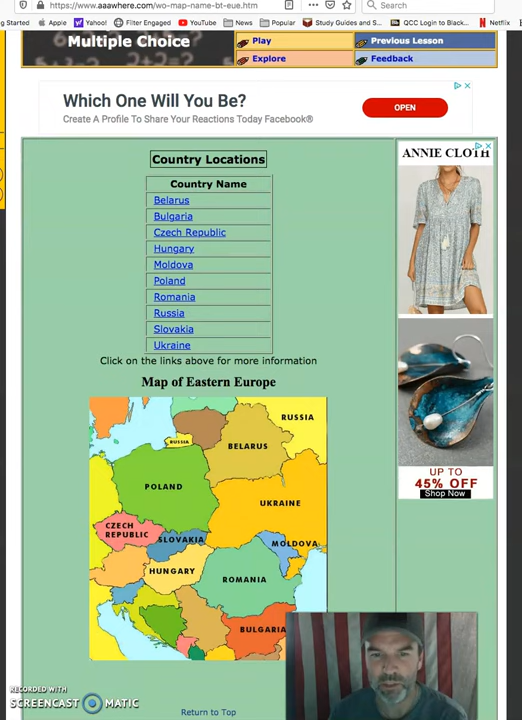 https://www.aaawhere.com/wo-map-name-bt-eue.htm
Search
Apple
Yahoo!
Filter Engaged
YouTube
News
Popular
Study Guides and S...
QCC Login to Black...
Netflix
Multiple Choice
Play
Previous Lesson
Explore
Feedback
Which One Will You Be?
Create A Profile To Share Your Reactions Today Facebook®
OPEN
Country Locations
ANNIE CLOTH
Country Name
Belarus
Bulgaria
Czech Republic
Hungary
Moldova
Poland
Romania
Russia
Slovakia
Ukraine
Click on the links above for more information
Map of Eastern Europe
RUSSIA
RUSSIA
BELARUS
POLAND
UKRAINE
CZECH
REPUBLIC
SLOVAKIA
MOLDOVA
HUNGARY
ROMANIA
BULGARIA
UP TO
45% OFF
Shop Now
RECORDED WITH
SCREENCAST MATIC
Return to Top